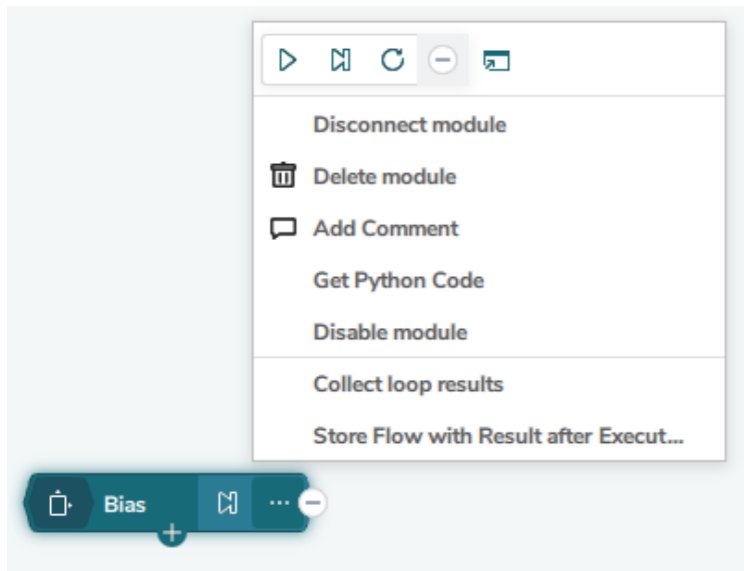 Disconnect module
Delete module
Add Comment
Get Python Code
Disable module
Collect loop results
Store Flow with Result after Execut...
Bias